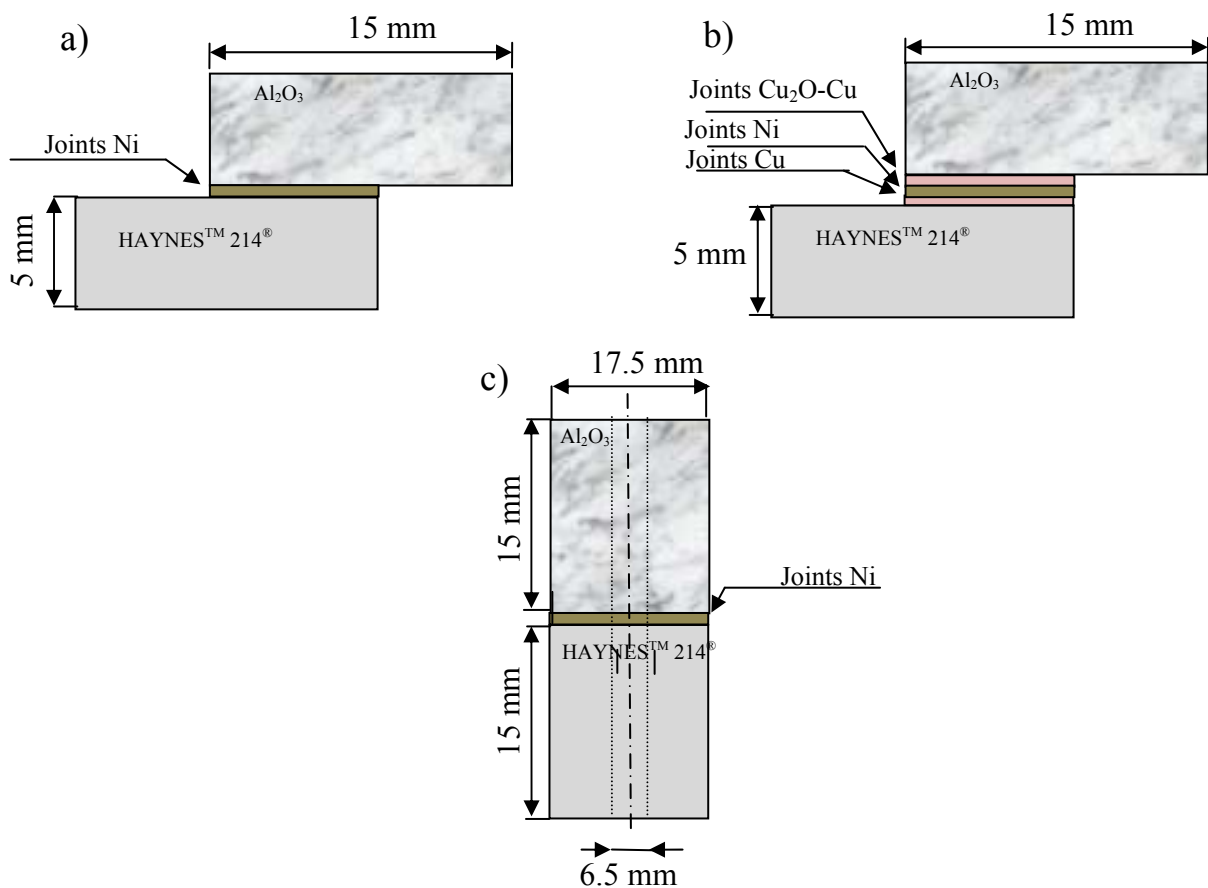 a)
15 mm
Al₂O₃
Joints Ni
5 mm
HAYNES™ 214®
b)
15 mm
Al₂O₃
Joints Cu₂O-Cu
Joints Ni
Joints Cu
5 mm
HAYNES™ 214®
c)
17.5 mm
Al₂O₃
15 mm
Joints Ni
HAYNES™ 214®
15 mm
6.5 mm